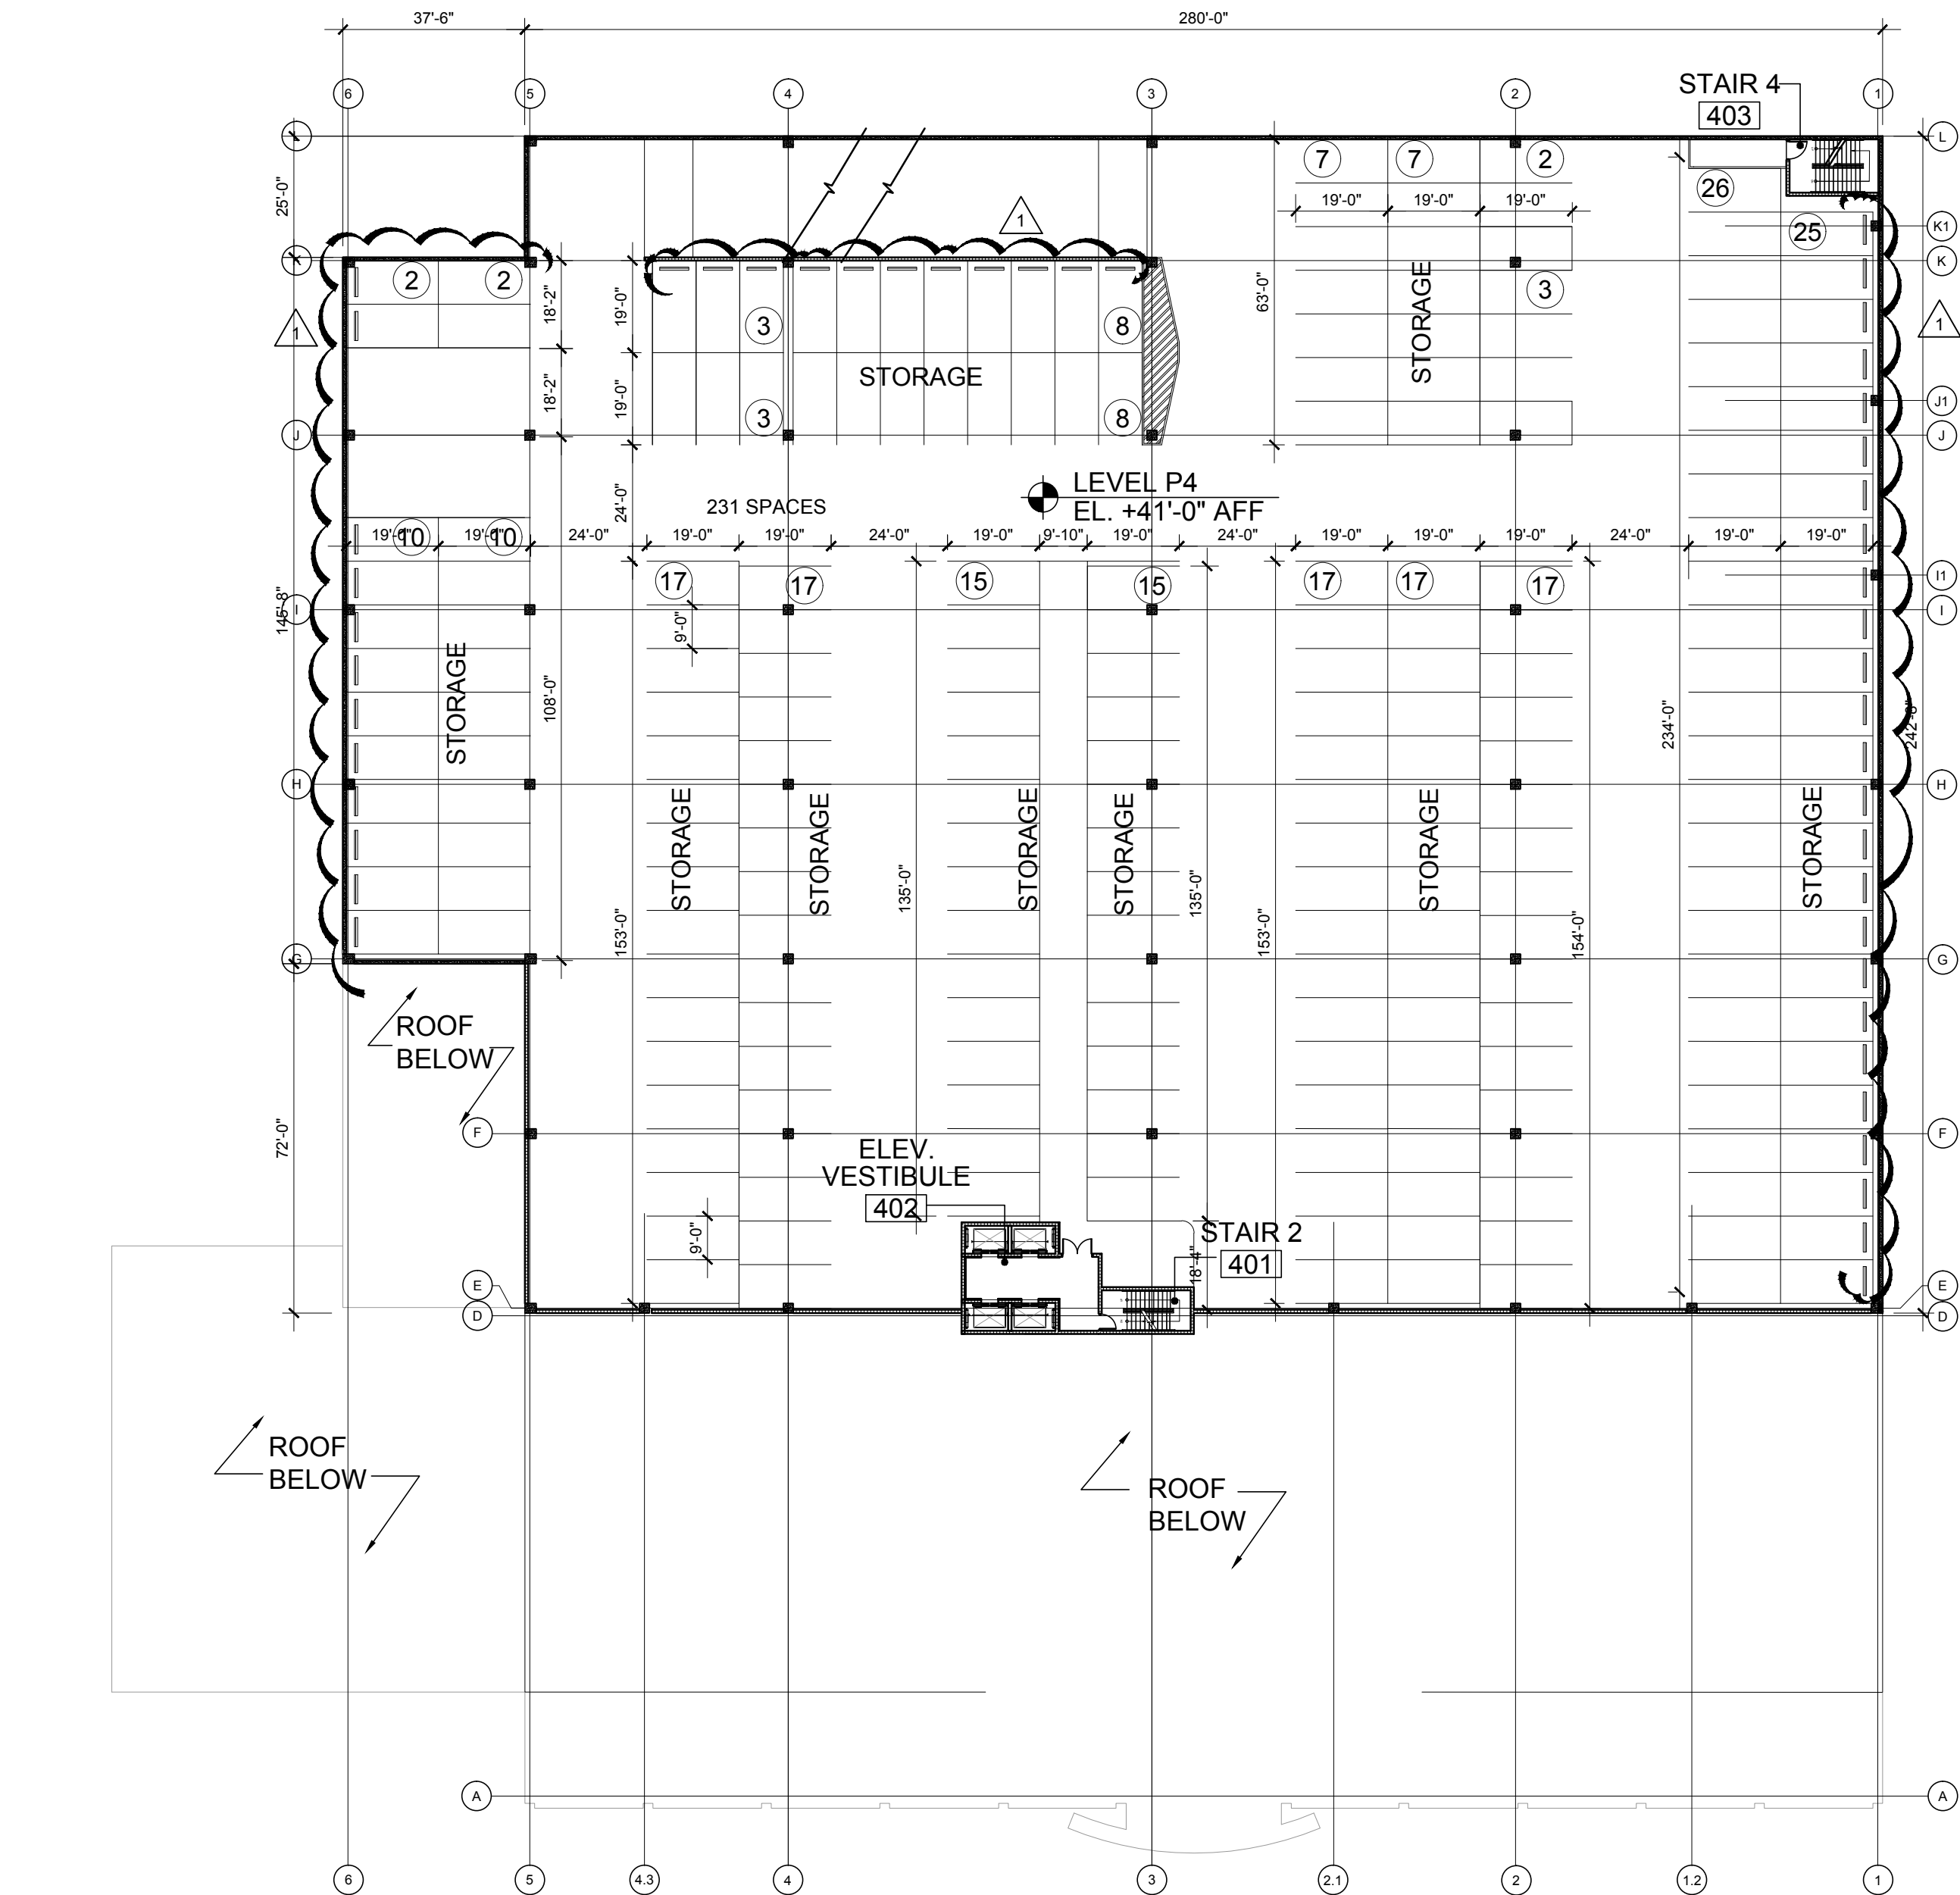 37'-6"
280'-0"
6
5
4
3
2
1
STAIR 4
403
L
25'-0"
7
7
2
26
19'-0"
19'-0"
19'-0"
1
25
K1
K
2
2
18'-2"
19'-0"
63'-0"
3
1
3
8
1
STORAGE
STORAGE
18'-2"
19'-0"
3
8
J1
J
J
LEVEL P4
EL. +41'-0" AFF
24'-0"
231 SPACES
19'-0"
10
19'-0"
10
24'-0"
19'-0"
19'-0"
24'-0"
19'-0"
9'-10"
19'-0"
24'-0"
19'-0"
19'-0"
19'-0"
24'-0"
19'-0"
19'-0"
17
17
15
15
17
17
17
I1
I
I
145'-8"
9'-0"
STORAGE
108'-0"
234'-0"
242'-8"
H
H
STORAGE
STORAGE
STORAGE
STORAGE
STORAGE
STORAGE
135'-0"
135'-0"
153'-0"
153'-0"
154'-0"
G
G
ROOF
BELOW
72'-0"
F
F
ELEV.
VESTIBULE
402
9'-0"
STAIR 2
401
18'-4"
E
E
D
D
ROOF
BELOW
ROOF
BELOW
A
A
6
5
4.3
4
3
2.1
2
1.2
1